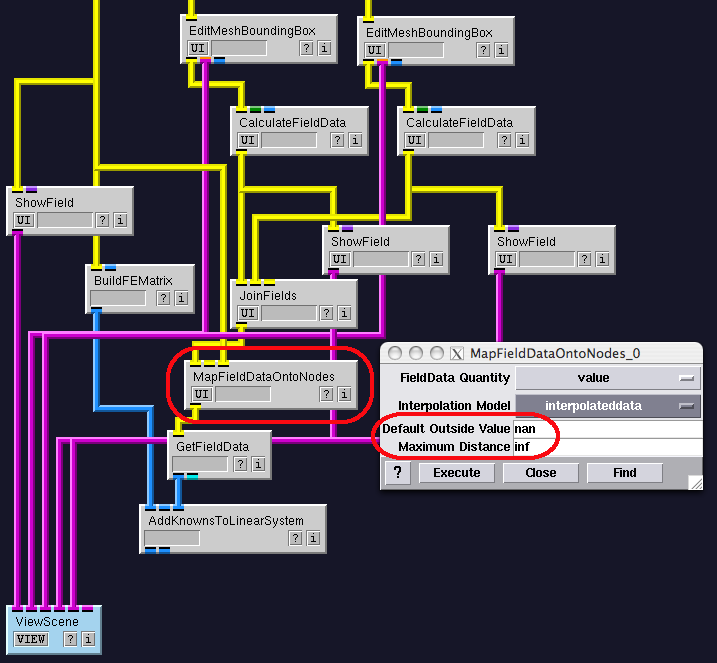 EditMeshBoundingBox
UI ? i
EditMeshBoundingBox
UI ? i
CalculateFieldData
UI ? i
CalculateFieldData
UI ? i
ShowField
UI ? i
ShowField
UI ? i
ShowField
UI ? i
BuildFEMatrix
? i
JoinFields
UI ? i
MapFieldDataOntoNodes
UI ? i
X MapFieldDataOntoNodes_0
FieldData Quantity value
Interpolation Model interpolateddata
Default Outside Value nan
Maximum Distance inf
? Execute Close Find
GetFieldData
? i
AddKnownsToLinearSystem
? i
ViewScene
VIEW ? i